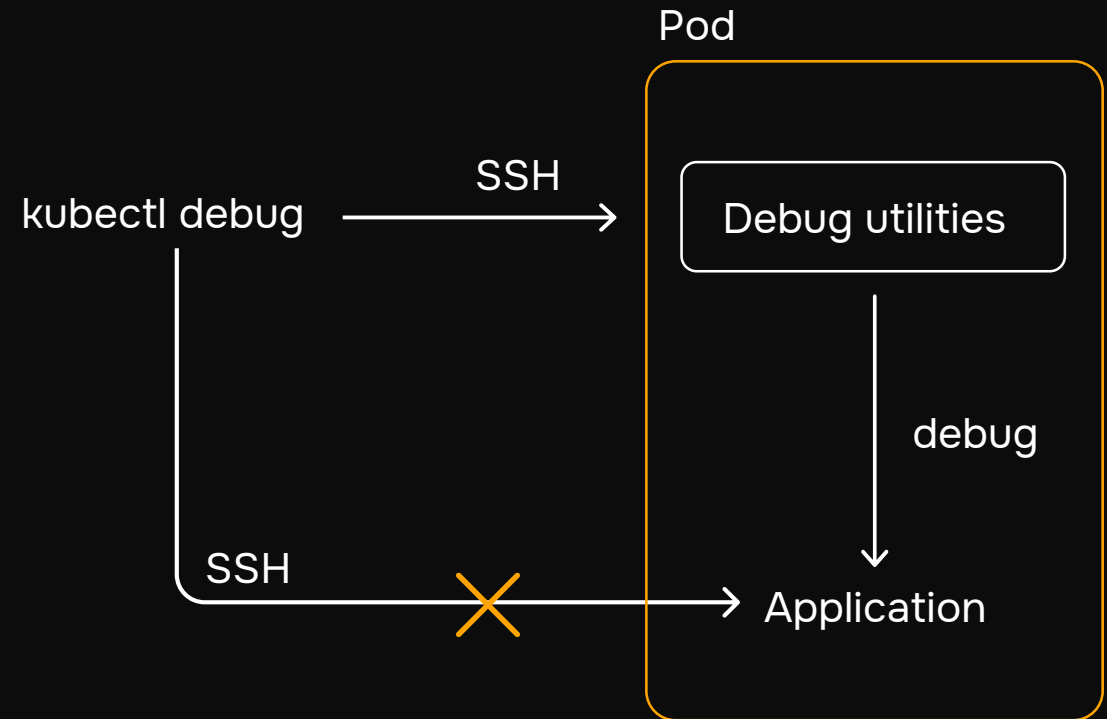 Pod
SSH
kubectl debug
Debug utilities
debug
SSH
Application